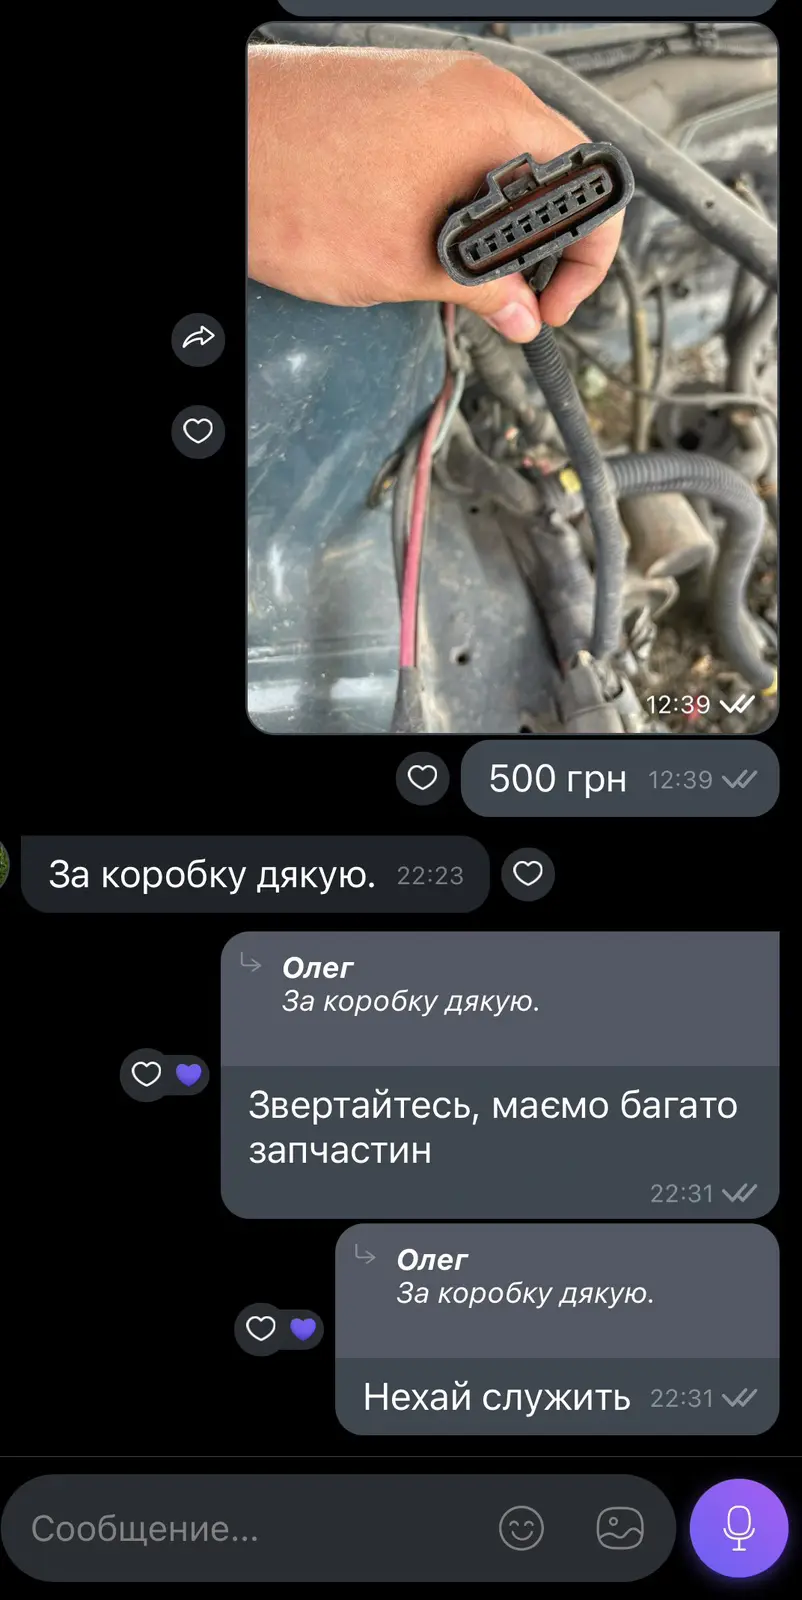 12:39
500 грн 12:39
За коробку дякую. 22:23
Олег
За коробку дякую.
Звертайтесь, маємо багато
запчастин
22:31
Олег
За коробку дякую.
Нехай служить 22:31
Сообщение...